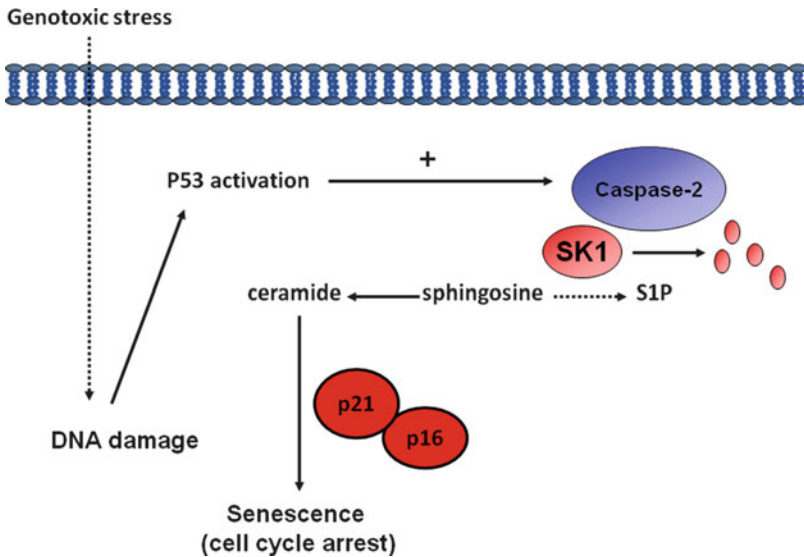 Genotoxic stress
P53 activation
+
Caspase-2
SK1
ceramide
sphingosine
S1P
p21
p16
DNA damage
Senescence
(cell cycle arrest)